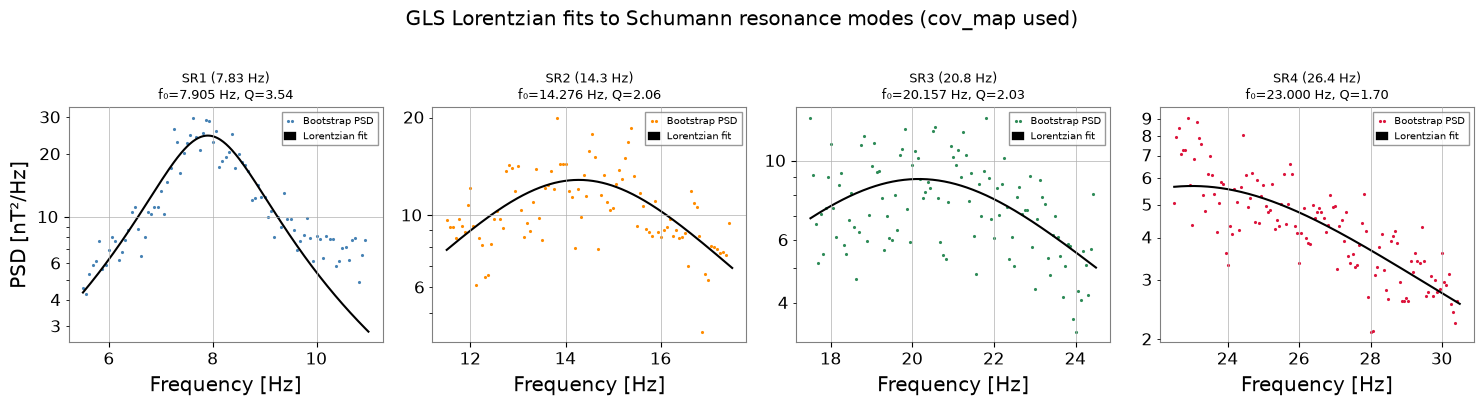 GLS Lorentzian fits to Schumann resonance modes (cov_map used)
SR1 (7.83 Hz)
f₀=7.905 Hz, Q=3.54
30
20
10
6
4
3
PSD [nT²/Hz]
6
8
10
Frequency [Hz]
Bootstrap PSD
Lorentzian fit
SR2 (14.3 Hz)
f₀=14.276 Hz, Q=2.06
20
10
6
12
14
16
Frequency [Hz]
Bootstrap PSD
Lorentzian fit
SR3 (20.8 Hz)
f₀=20.157 Hz, Q=2.03
10
6
4
18
20
22
24
Frequency [Hz]
Bootstrap PSD
Lorentzian fit
SR4 (26.4 Hz)
f₀=23.000 Hz, Q=1.70
9
8
7
6
5
4
3
2
24
26
28
30
Frequency [Hz]
Bootstrap PSD
Lorentzian fit